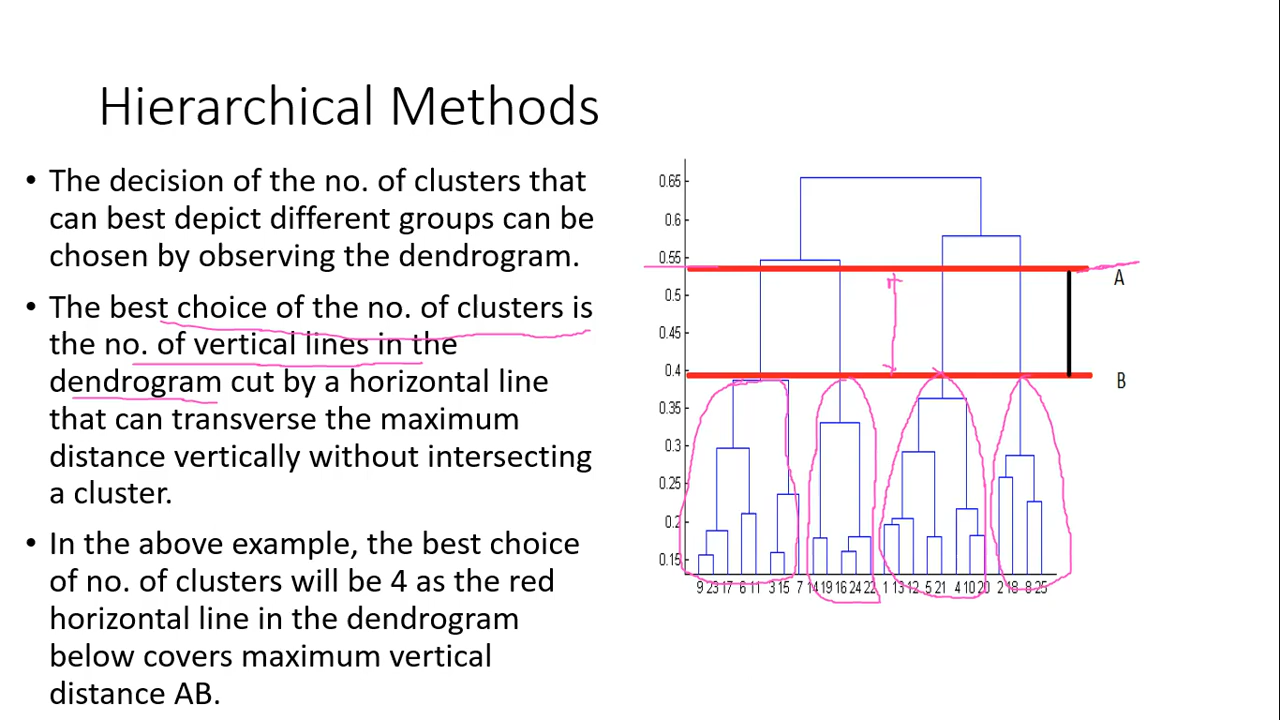 Hierarchical Methods
• The decision of the no. of clusters that
can best depict different groups can be
chosen by observing the dendrogram.
• The best choice of the no. of clusters is
the no. of vertical lines in the
dendrogram cut by a horizontal line
that can transverse the maximum
distance vertically without intersecting
a cluster.
• In the above example, the best choice
of no. of clusters will be 4 as the red
horizontal line in the dendrogram
below covers maximum vertical
distance AB.
0.65
0.6
0.55
A
0.5
0.45
0.4
B
0.35
0.3
0.25
0.2
0.15
9 23 17 6 11 3 15 7 14 19 16 24 22 1 13 12 5 21 4 10 20 2 18 8 25